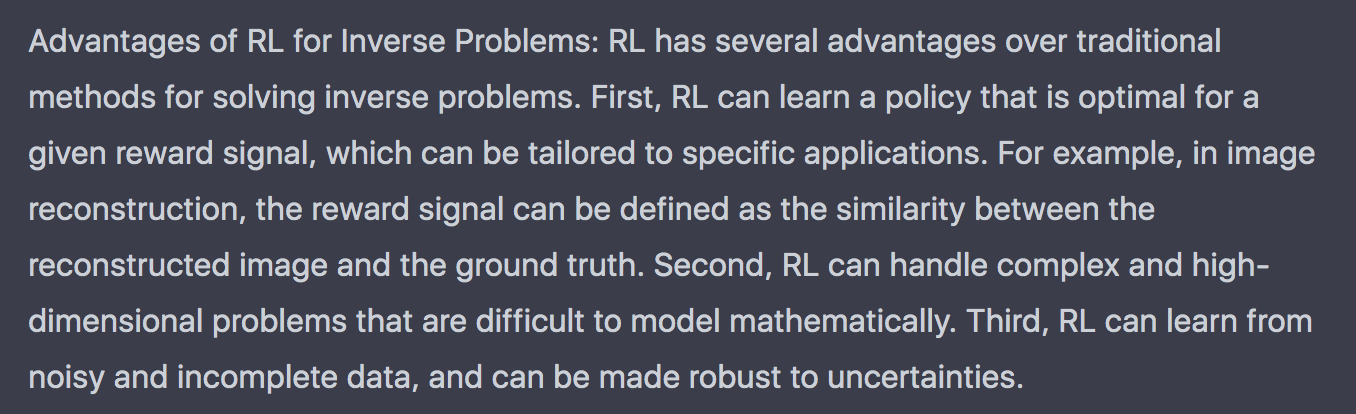 Advantages of RL for Inverse Problems: RL has several advantages over traditional
methods for solving inverse problems. First, RL can learn a policy that is optimal for a
given reward signal, which can be tailored to specific applications. For example, in image
reconstruction, the reward signal can be defined as the similarity between the
reconstructed image and the ground truth. Second, RL can handle complex and high-
dimensional problems that are difficult to model mathematically. Third, RL can learn from
noisy and incomplete data, and can be made robust to uncertainties.